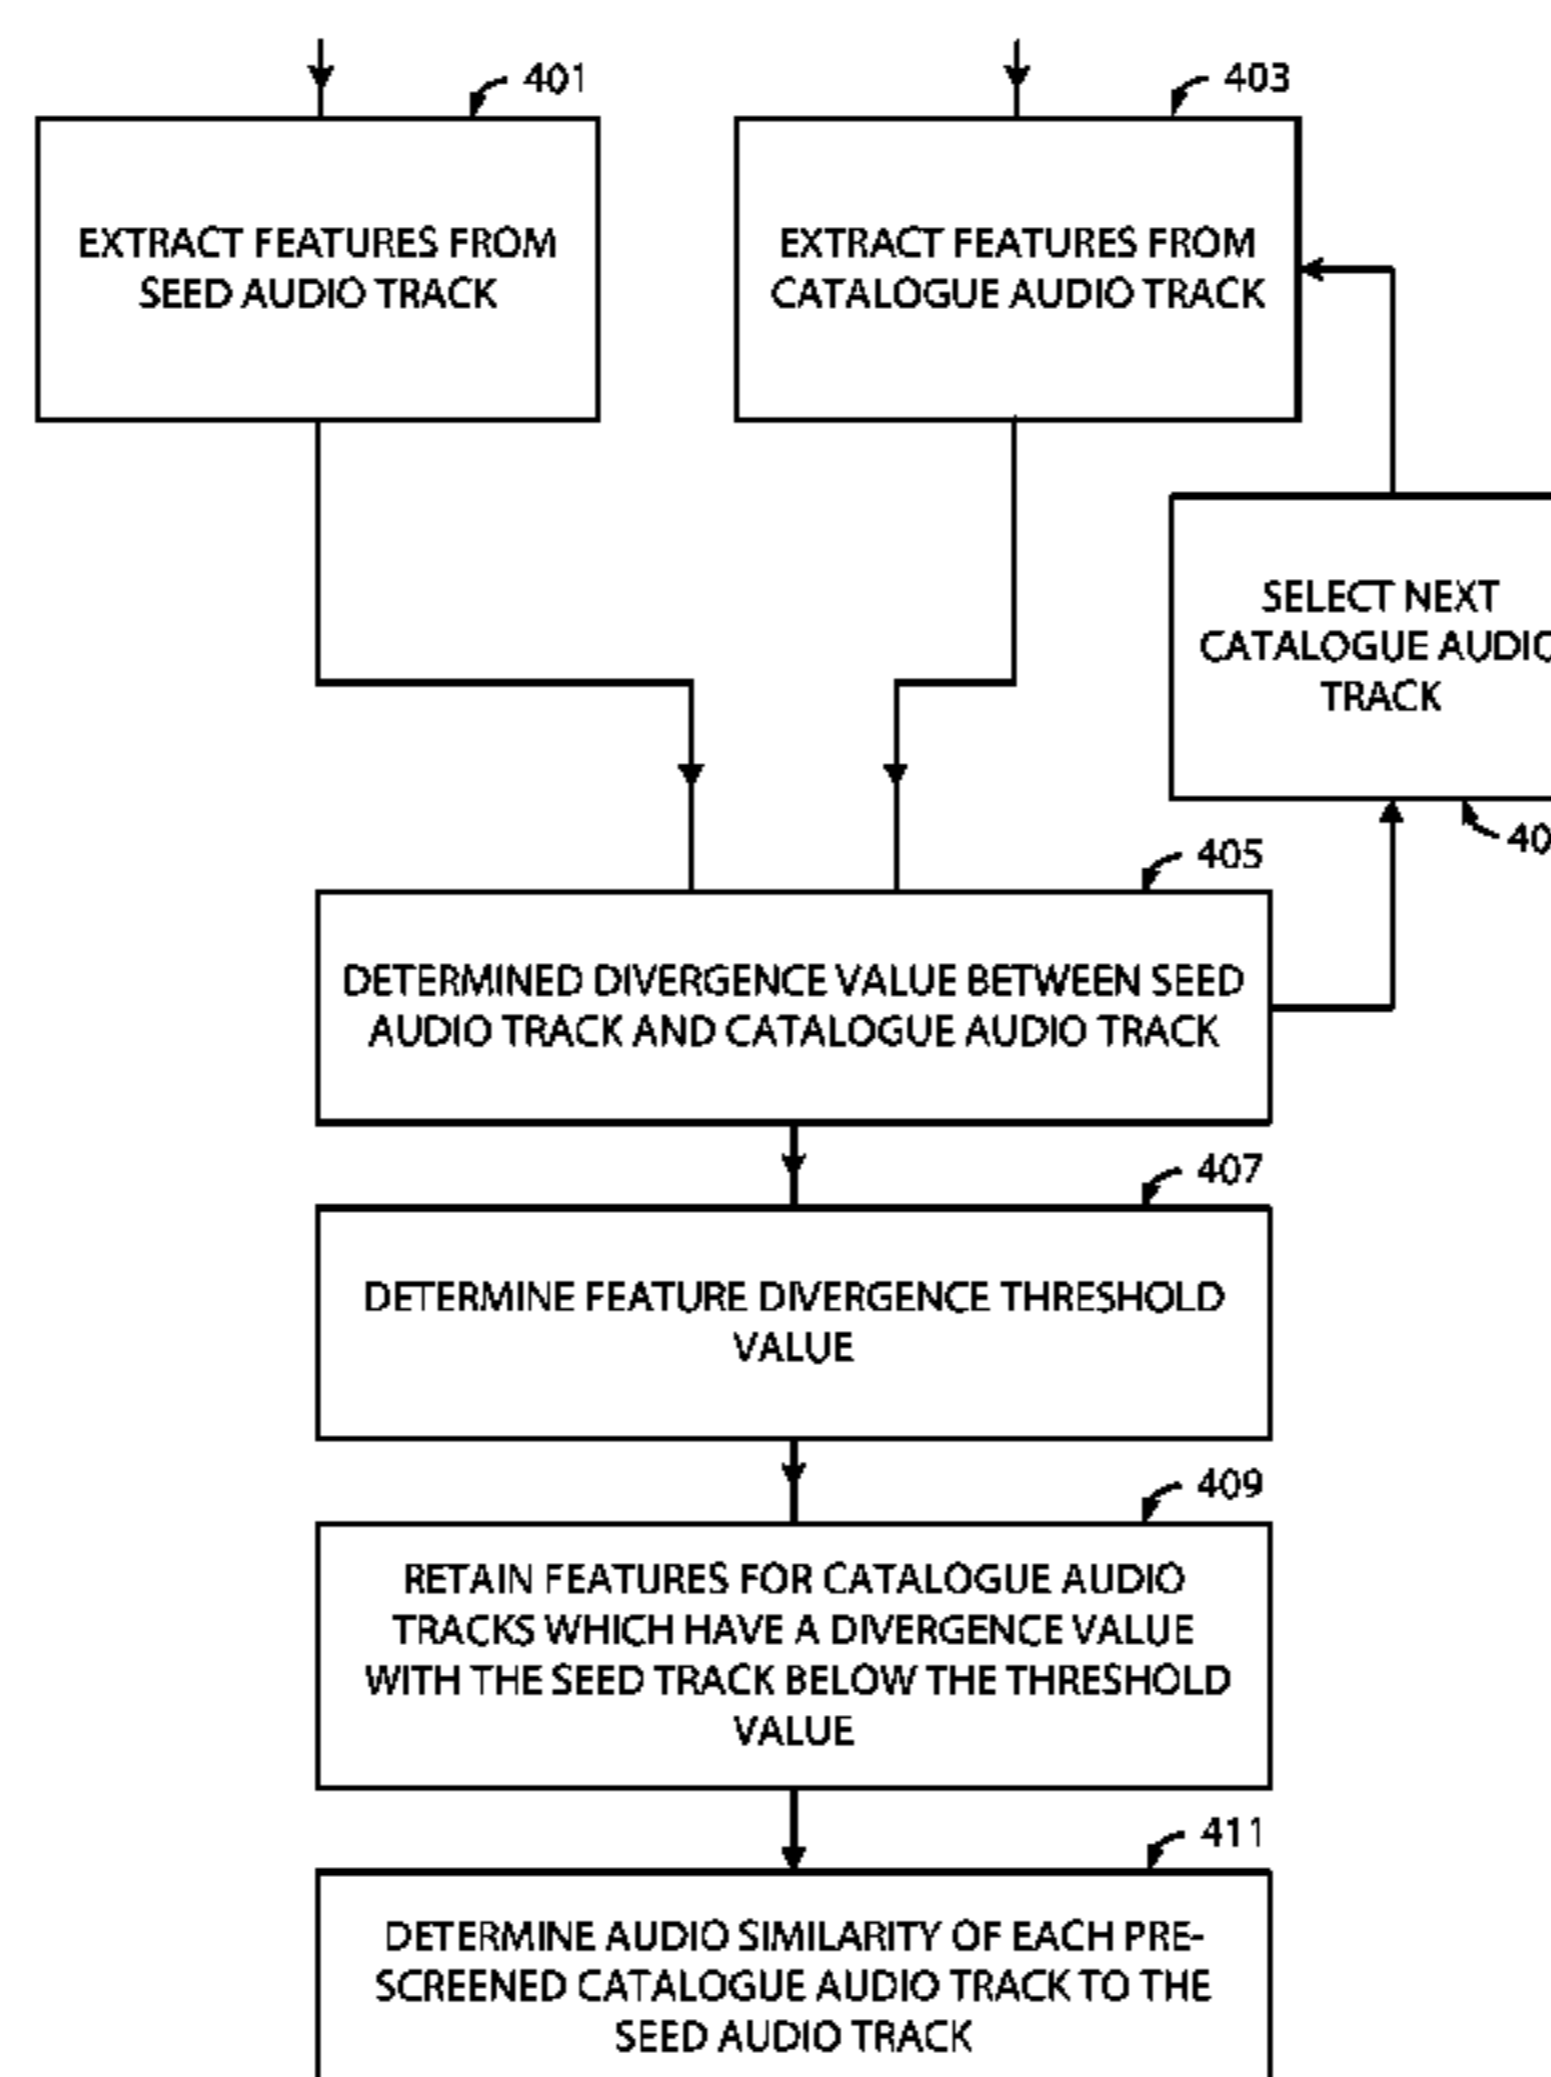 401
EXTRACT FEATURES FROM
SEED AUDIO TRACK
403
EXTRACT FEATURES FROM
CATALOGUE AUDIO TRACK
SELECT NEXT
CATALOGUE AUDIO
TRACK
405
DETERMINED DIVERGENCE VALUE BETWEEN SEED
AUDIO TRACK AND CATALOGUE AUDIO TRACK
407
DETERMINE FEATURE DIVERGENCE THRESHOLD
VALUE
409
RETAIN FEATURES FOR CATALOGUE AUDIO
TRACKS WHICH HAVE A DIVERGENCE VALUE
WITH THE SEED TRACK BELOW THE THRESHOLD
VALUE
411
DETERMINE AUDIO SIMILARITY OF EACH PRE-
SCREENED CATALOGUE AUDIO TRACK TO THE
SEED AUDIO TRACK